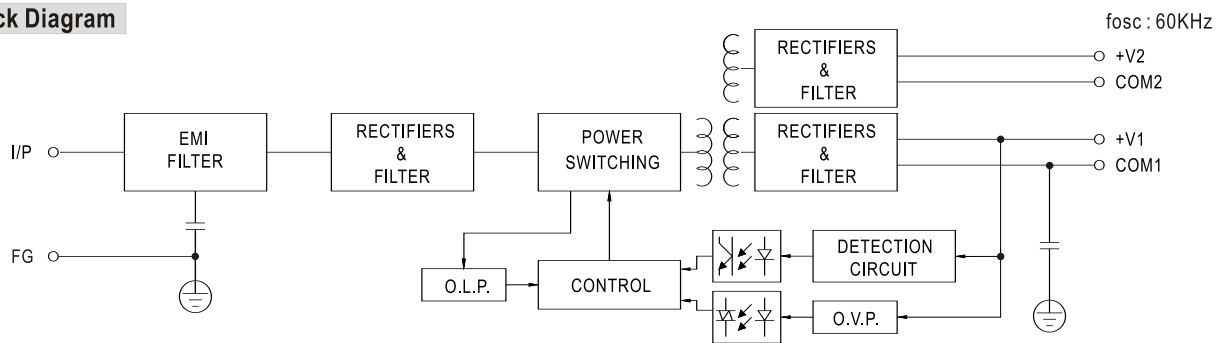 ck Diagram
fosc : 60KHz
RECTIFIERS
&
FILTER
+V2
COM2
I/P
EMI
FILTER
RECTIFIERS
&
FILTER
POWER
SWITCHING
RECTIFIERS
&
FILTER
+V1
COM1
FG
O.L.P.
CONTROL
DETECTION
CIRCUIT
O.V.P.